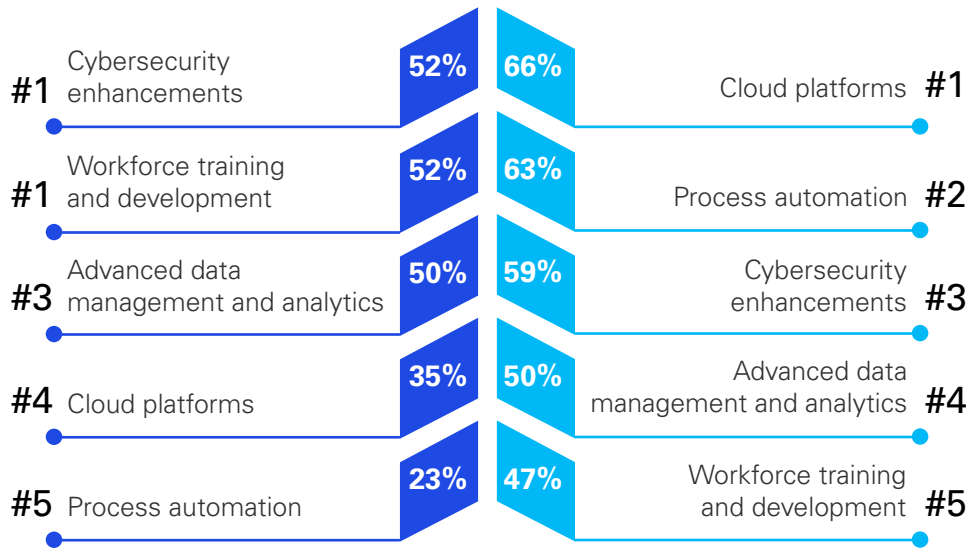 #1 Cybersecurity
enhancements
52%
#1 Workforce training
and development
52%
#3 Advanced data
management and analytics
50%
#4 Cloud platforms
35%
#5 Process automation
23%
66%
Cloud platforms #1
63%
Process automation #2
59%
Cybersecurity
enhancements #3
50%
Advanced data
management and analytics #4
47%
Workforce training
and development #5